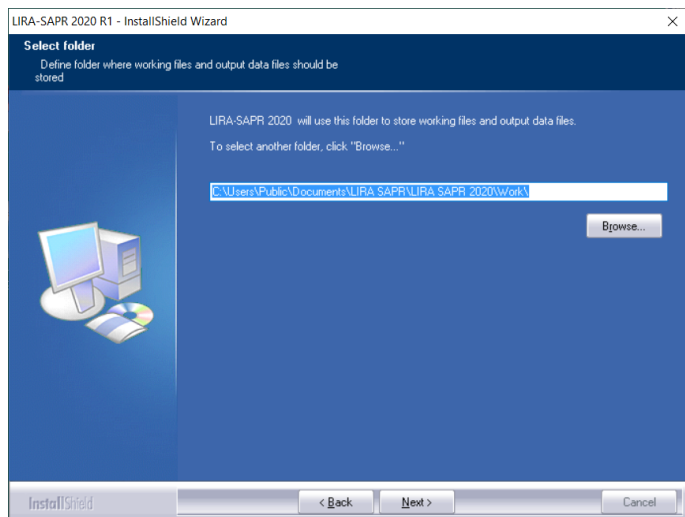 LIRA-SAPR 2020 R1 - InstallShield Wizard
Select folder
Define folder where working files and output data files should be
stored
LIRA-SAPR 2020 will use this folder to store working files and output data files.
To select another folder, click "Browse..."
C:\Users\Public\Documents\LIRA SAPR\LIRA SAPR 2020\Work\
Browse...
InstallShield
< Back
Next >
Cancel